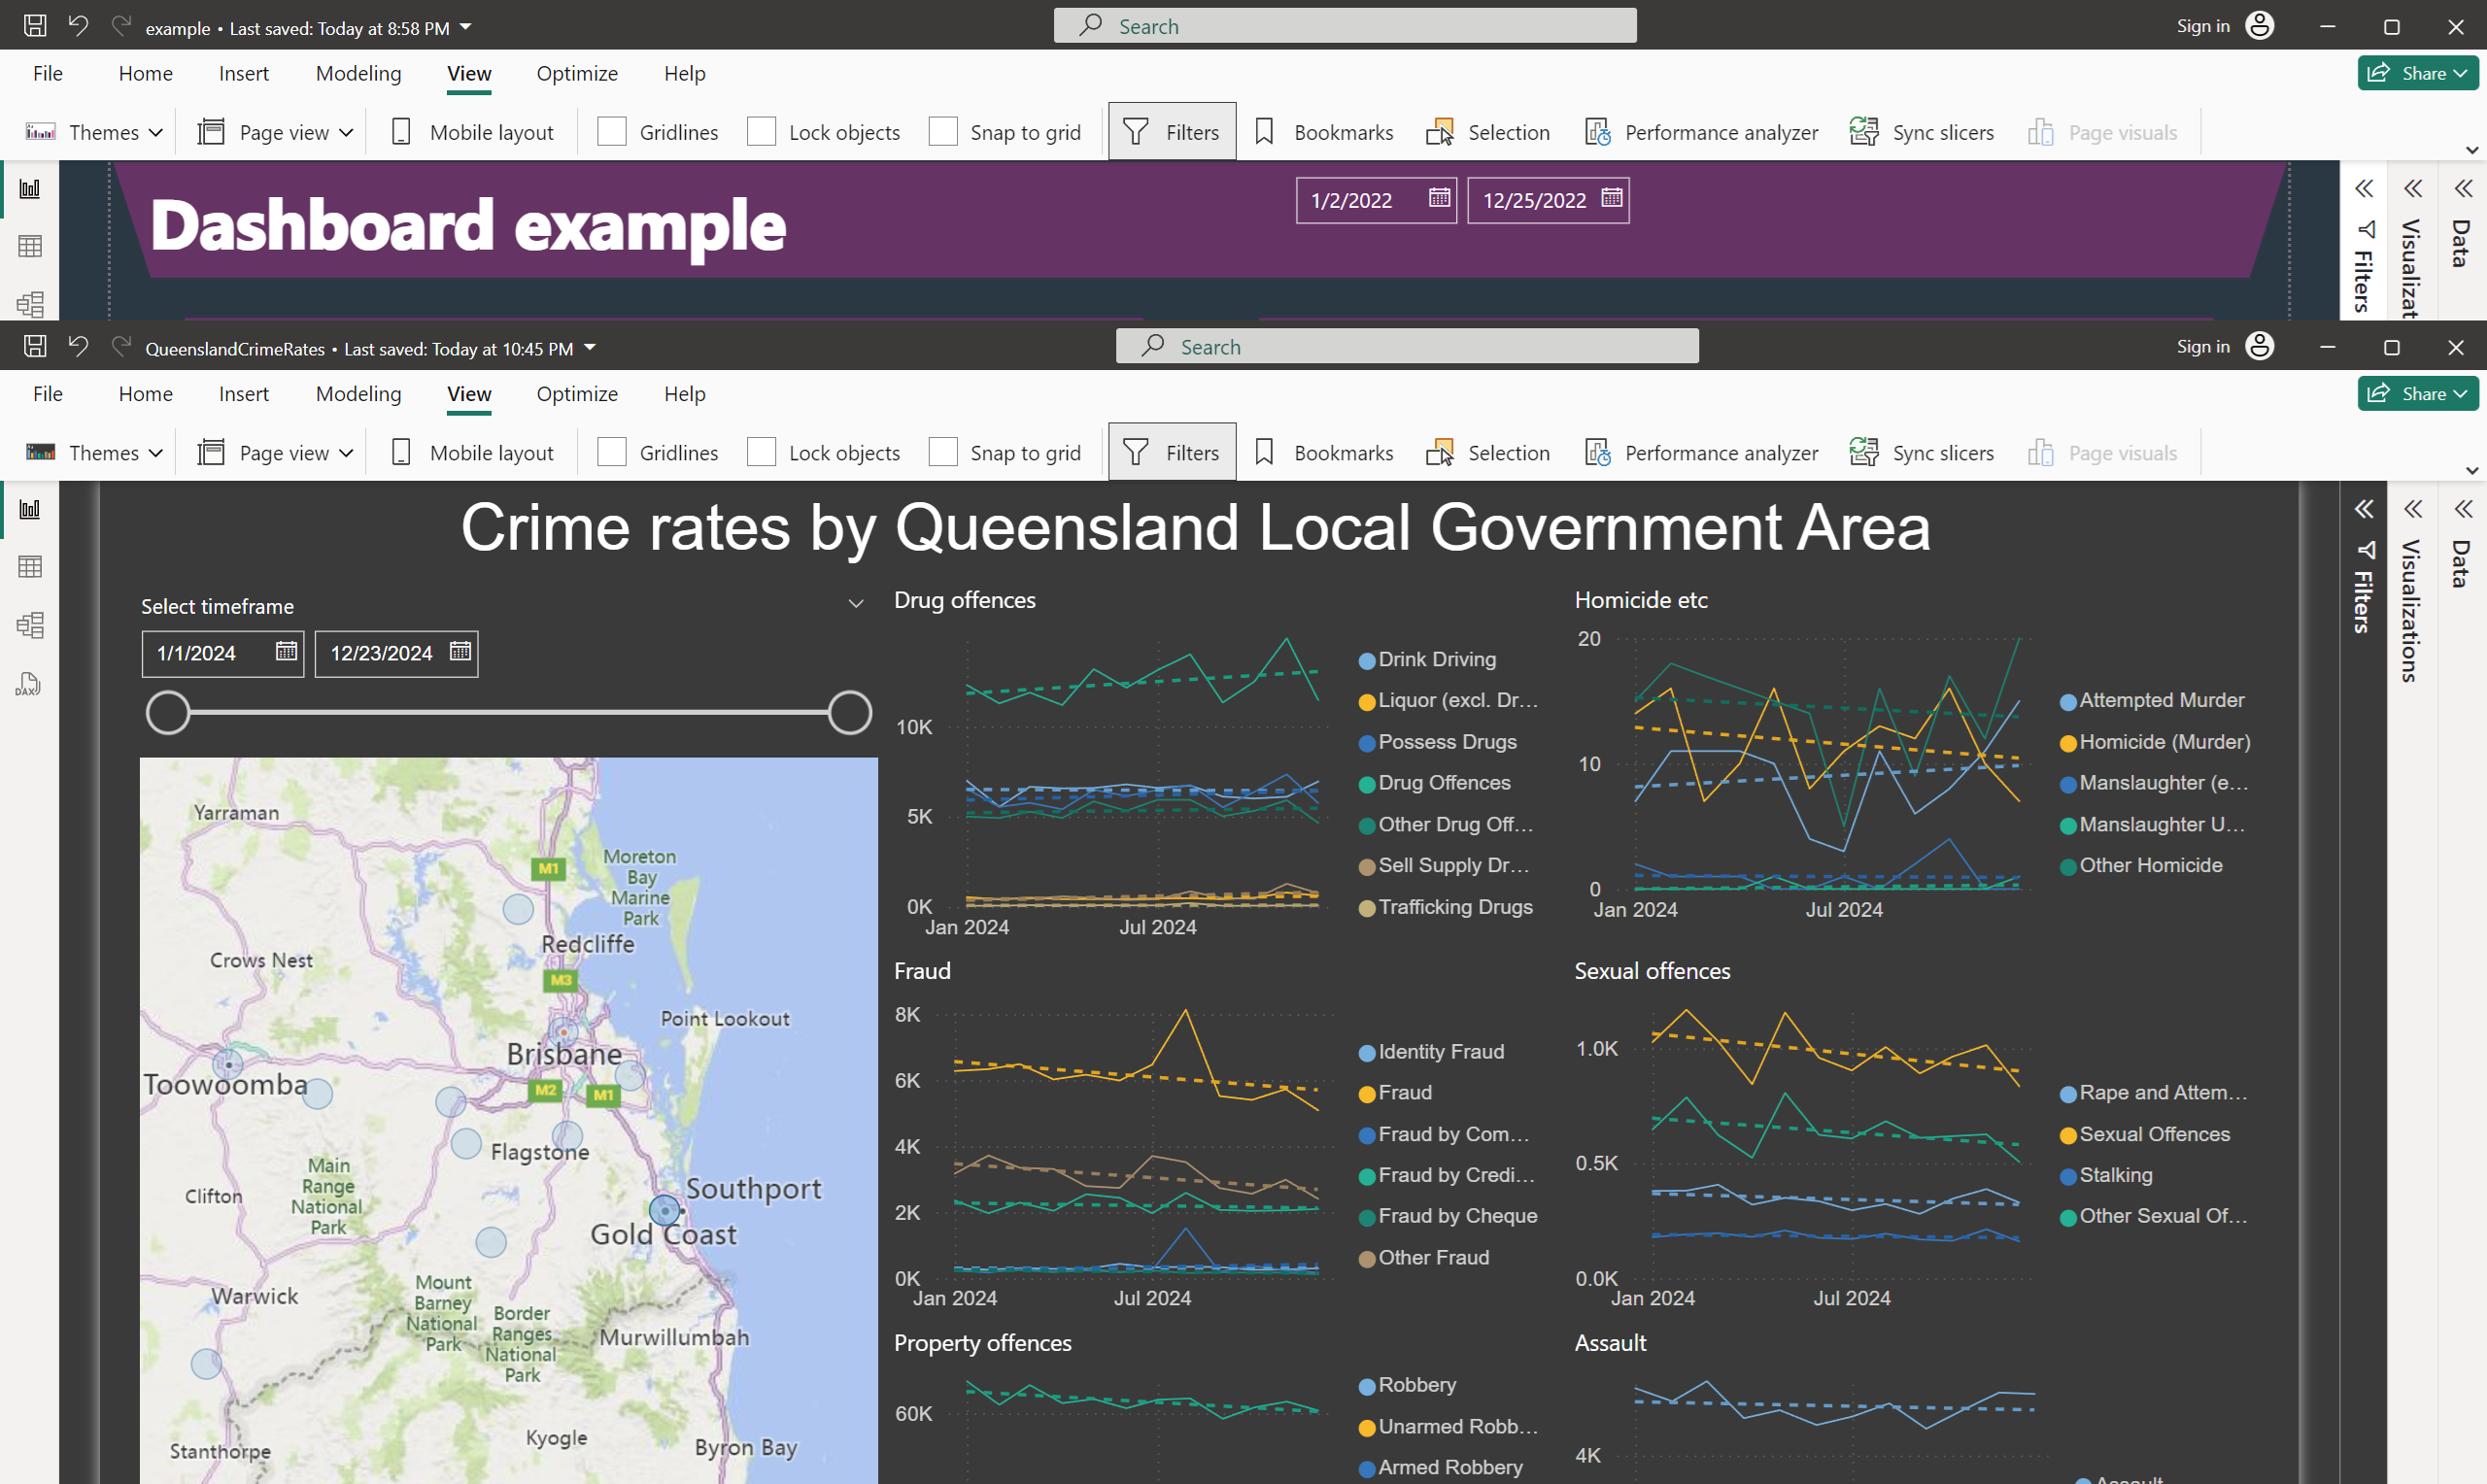 example • Last saved: Today at 8:58 PM
Search
Sign in
File Home Insert Modeling View Optimize Help
Share
Themes Page view Mobile layout Gridlines Lock objects Snap to grid Filters Bookmarks Selection Performance analyzer Sync slicers Page visuals
Dashboard example
1/2/2022 12/25/2022
Filters
Visualizat
Data
QueenslandCrimeRates • Last saved: Today at 10:45 PM
Search
Sign in
File Home Insert Modeling View Optimize Help
Share
Themes Page view Mobile layout Gridlines Lock objects Snap to grid Filters Bookmarks Selection Performance analyzer Sync slicers Page visuals
DAX
Crime rates by Queensland Local Government Area
Select timeframe
1/1/2024 12/23/2024
Yarraman
M1
Moreton
Bay
Marine
Park
Redcliffe
Crows Nest
M3
Point Lookout
Brisbane
Toowoomba
M2
M1
Flagstone
Main
Range
National
Park
Clifton
Southport
Gold Coast
Warwick
Mount
Barney
National
Park
Border
Ranges
National
Park
Murwillumbah
Stanthorpe
Kyogle
Byron Bay
Drug offences
10K
5K
0K
Jan 2024 Jul 2024
Drink Driving
Liquor (excl. Dr...
Possess Drugs
Drug Offences
Other Drug Off...
Sell Supply Dr...
Trafficking Drugs
Homicide etc
20
10
0
Jan 2024 Jul 2024
Attempted Murder
Homicide (Murder)
Manslaughter (e...
Manslaughter U...
Other Homicide
Fraud
8K
6K
4K
2K
0K
Jan 2024 Jul 2024
Identity Fraud
Fraud
Fraud by Com...
Fraud by Credi...
Fraud by Cheque
Other Fraud
Sexual offences
1.0K
0.5K
0.0K
Jan 2024 Jul 2024
Rape and Attem...
Sexual Offences
Stalking
Other Sexual Of...
Property offences
60K
Robbery
Unarmed Robb...
Armed Robbery
Assault
4K
Assault
Filters
Visualizations
Data